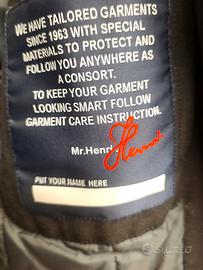 WE HAVE TAILORED GARMENTS
SINCE 1963 WITH SPECIAL
MATERIALS TO PROTECT AND
FOLLOW YOU ANYWHERE AS
A CONSORT.
TO KEEP YOUR GARMENT
LOOKING SMART FOLLOW
GARMENT CARE INSTRUCTION.
Mr.Henri
PUT YOUR NAME HERE
subito